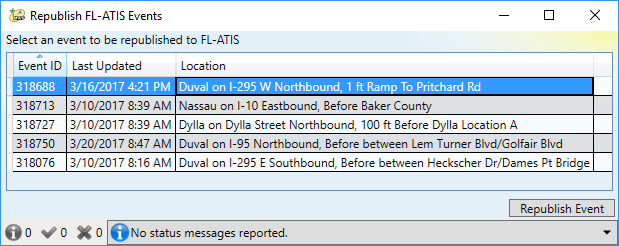 Republish FL-ATIS Events
Select an event to be republished to FL-ATIS
Event ID Last Updated Location
318688 3/16/2017 4:21 PM Duval on I-295 W Northbound, 1 ft Ramp To Pritchard Rd
318713 3/10/2017 8:39 AM Nassau on I-10 Eastbound, Before Baker County
318727 3/10/2017 8:39 AM Dylla on Dylla Street Northbound, 100 ft Before Dylla Location A
318750 3/20/2017 8:47 AM Duval on I-95 Northbound, Before between Lem Turner Blvd/Golfair Blvd
318076 3/10/2017 8:16 AM Duval on I-295 E Southbound, Before between Heckscher Dr/Dames Pt Bridge
Republish Event
0 0 0 No status messages reported.